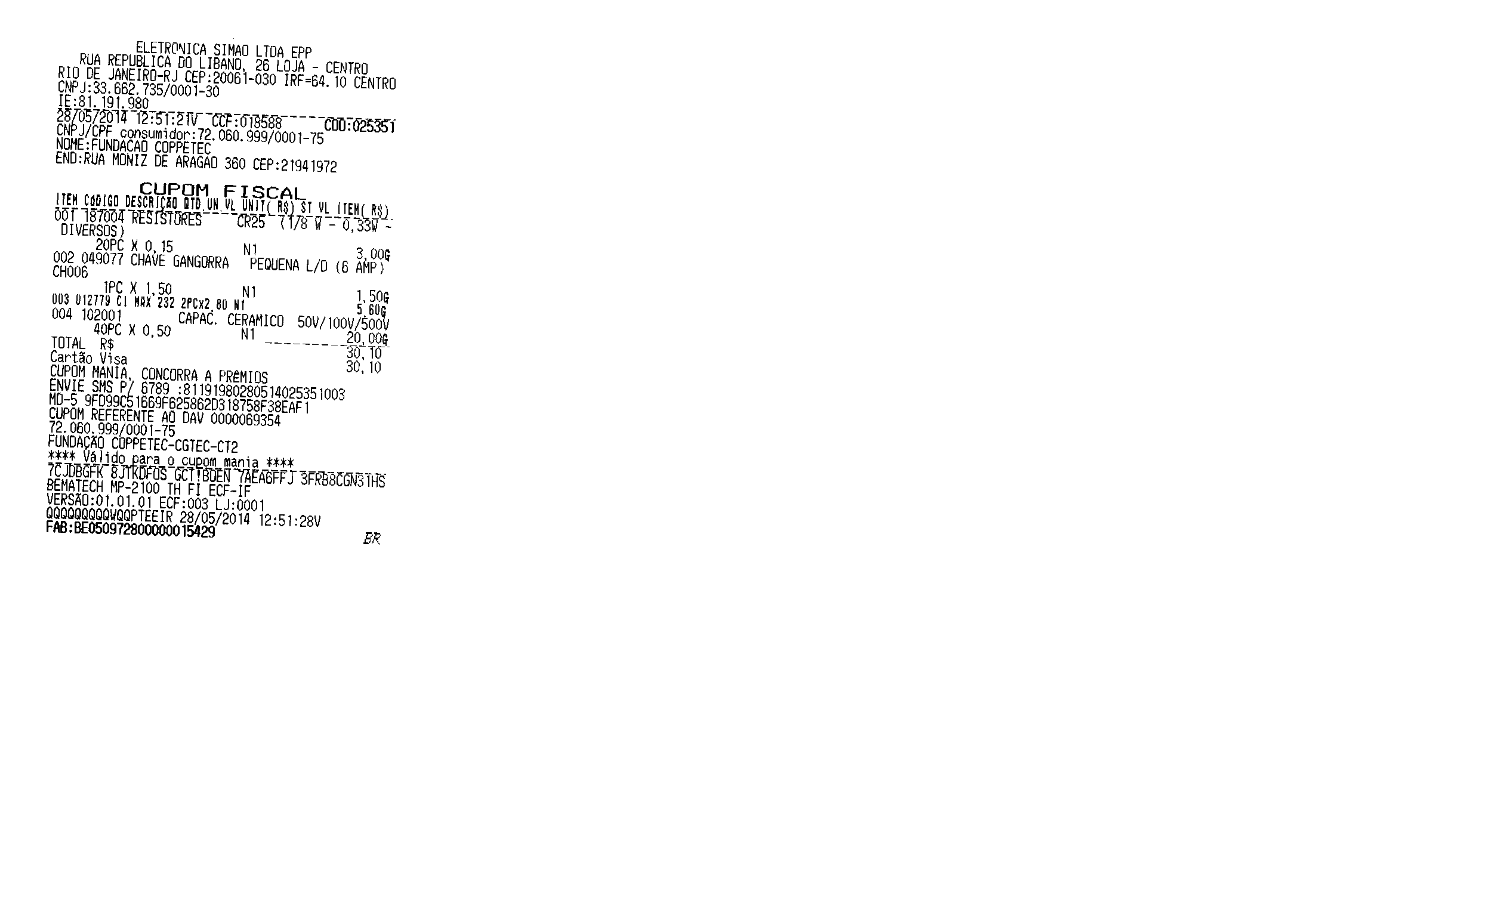 ELETRONICA SIMAO LTDA EPP
RUA REPUBLICA DO LIBANO, 26 LOJA - CENTRO
RIO DE JANEIRO-RJ CEP:20061-030 IRF=64.10 CENTRO
CNPJ:33.662.735/0001-30
IE:81.191.980
28/05/2014 12:51:21V CCF:018588 COO:025351
CNPJ/CPF consumidor:72.060.999/0001-75
NOME:FUNDACAO COPPETEC
END:RUA MONIZ DE ARAGAO 360 CEP:21941972
CUPOM FISCAL
ITEM CÓDIGO DESCRIÇÃO QTD.UN.VL UNIT( R$) ST VL ITEM( R$)
001 187004 RESISTORES CR25 (1/8 W - 0,33W -
DIVERSOS)
20PC X 0,15 N1 3,00G
002 049077 CHAVE GANGORRA PEQUENA L/D (6 AMP)
CH006
1PC X 1,50 N1 1,50G
003 012779 CI MAX 232 2PCX2,80 N1 5,60G
004 102001 CAPAC. CERAMICO 50V/100V/500V
40PC X 0,50 N1 20,00G
TOTAL R$ 30,10
Cartão Visa 30,10
CUPOM MANIA, CONCORRA A PRÊMIOS
ENVIE SMS P/ 6789 :81191980280514025351003
MD-5 9FD99C51669F625862D318758F38EAF1
CUPOM REFERENTE AO DAV 0000069354
72.060.999/0001-75
FUNDAÇÃO COPPETEC-CGTEC-CT2
**** Válido para o cupom mania ****
7CJDBGFK 8JTKDFOS GCT!BUEN 7AEA6FFJ 3FRB8CGN31HS
BEMATECH MP-2100 TH FI ECF-IF
VERSÃO:01.01.01 ECF:003 LJ:0001
QQQQQQQQQWQQPTEEIR 28/05/2014 12:51:28V
FAB:BE050972800000015429
BR